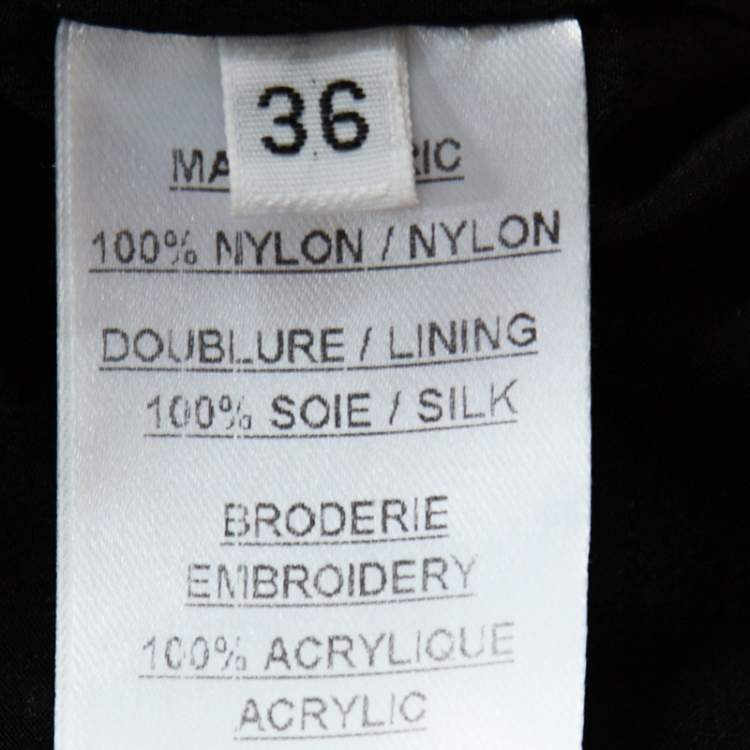 36
100% NYLON / NYLON
DOUBLURE / LINING
100% SOIE / SILK
BRODERIE
EMBROIDERY
100% ACRYLIQUE
ACRYLIC